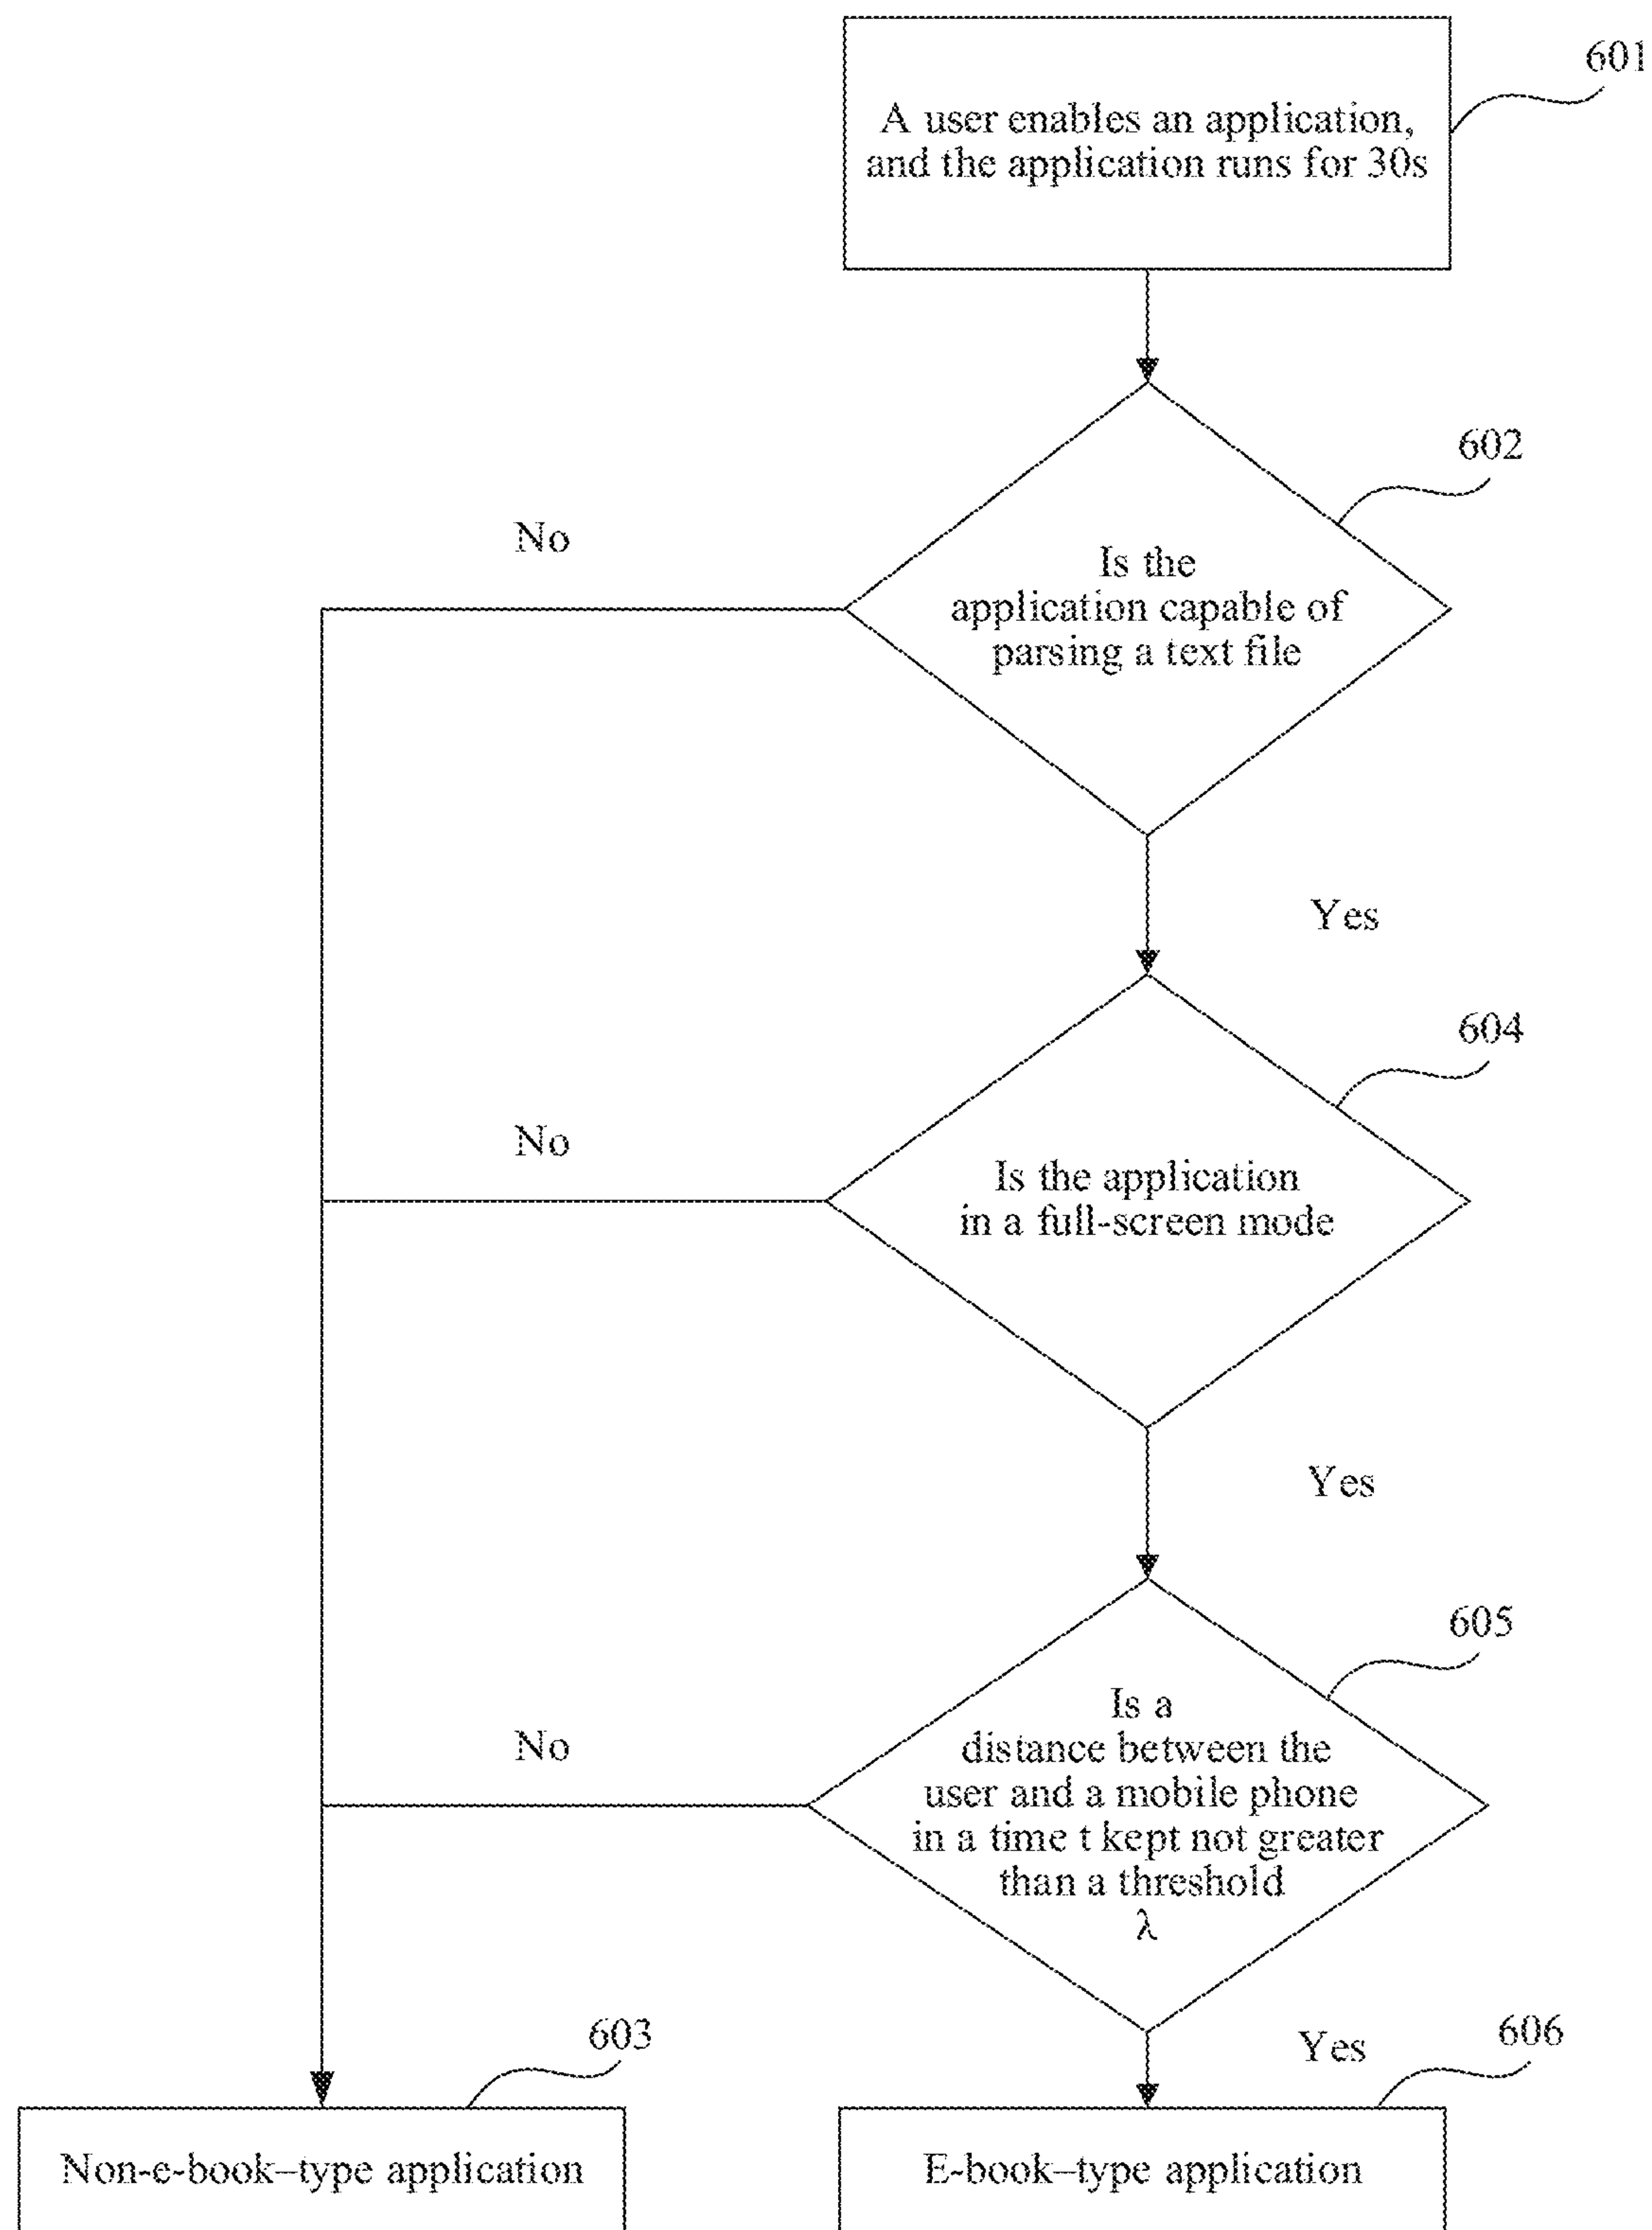 601
A user enables an application,
and the application runs for 30s
602
No
Is the
application capable of
parsing a text file
Yes
604
No
Is the application
in a full-screen mode
Yes
605
No
Is a
distance between the
user and a mobile phone
in a time t kept not greater
than a threshold
λ
603
Yes
606
Non-e-book–type application
E-book–type application